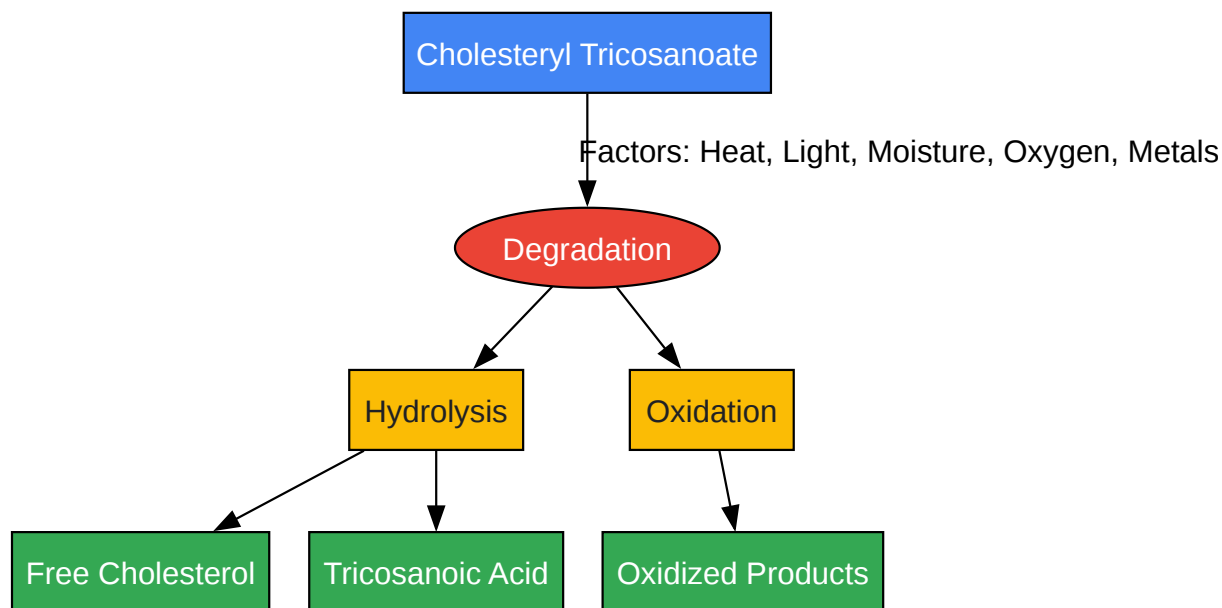 Cholesteryl Tricosanoate
Factors: Heat, Light, Moisture, Oxygen, Metals
Degradation
Hydrolysis
Oxidation
Free Cholesterol
Tricosanoic Acid
Oxidized Products